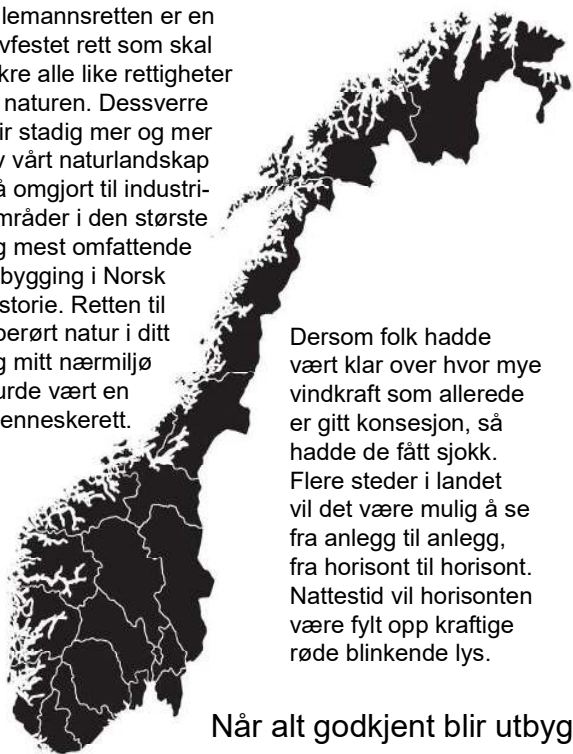 lemannsretten er en
vfestet rett som skal
kre alle like rettigheter
naturen. Dessverre
ir stadig mer og mer
v vårt naturlandskap
å omgjort til industri-
mråder i den største
g mest omfattende
bygging i Norsk
storie. Retten til
berørt natur i ditt
g mitt nærmiljø
urde vært en
enneskerett.
Dersom folk hadde
vært klar over hvor mye
vindkraft som allerede
er gitt konsesjon, så
hadde de fått sjokk.
Flere steder i landet
vil det være mulig å se
fra anlegg til anlegg,
fra horisont til horisont.
Nattestid vil horisonten
være fylt opp kraftige
røde blinkende lys.
Når alt godkjent blir utbyg